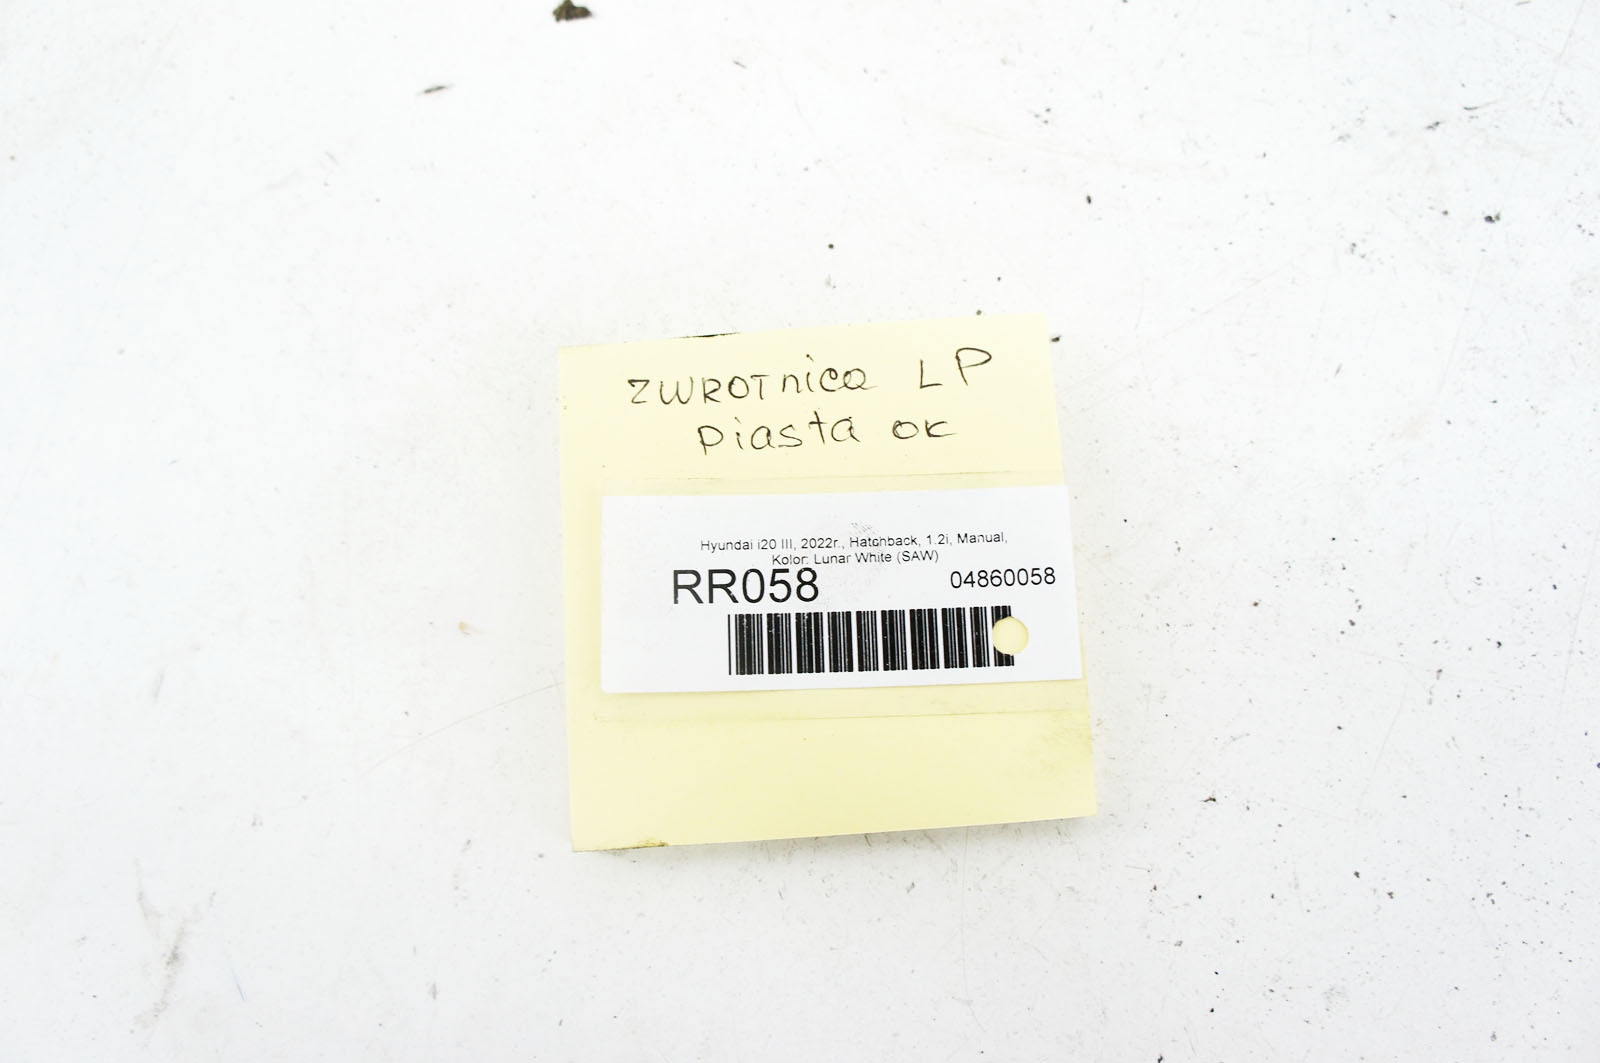 ZWROTnica LP
piasta ok
Hyundai i20 III, 2022r., Hatchback, 1.2i, Manual,
Kolor: Lunar White (SAW)
RR058 04860058